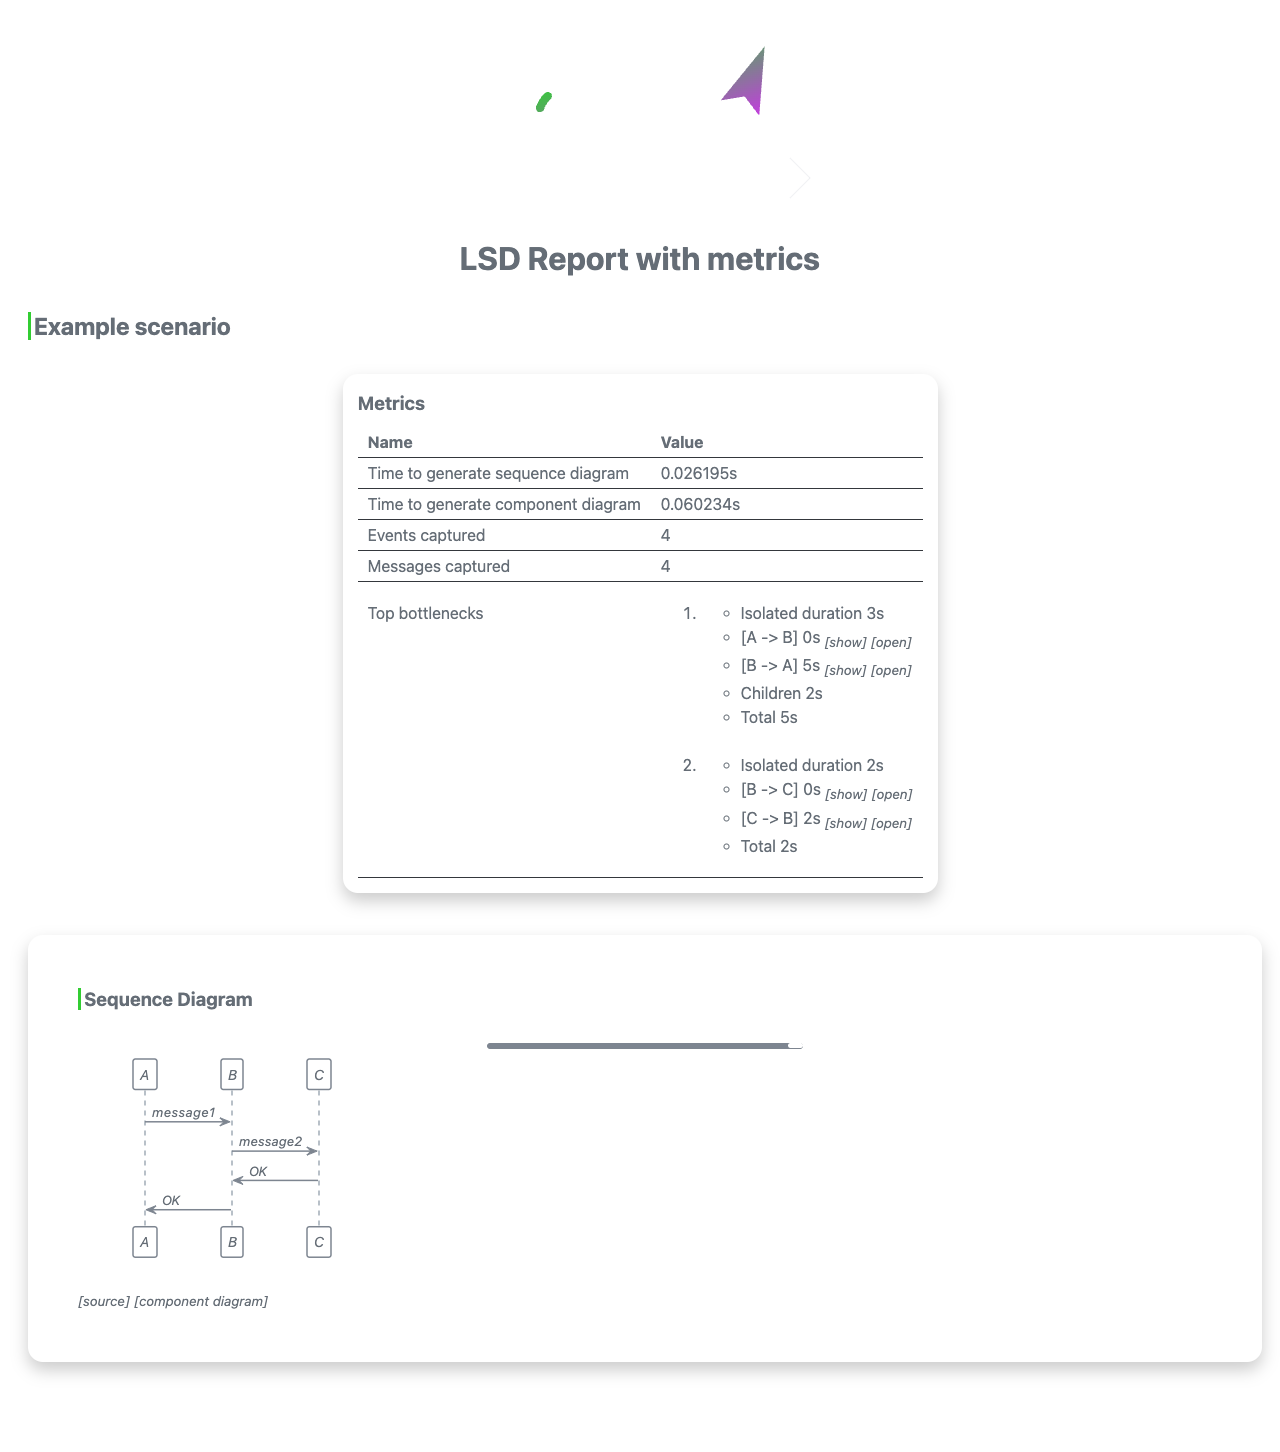 LSD Report with metrics
Example scenario
Metrics
Name Value
Time to generate sequence diagram 0.026195s
Time to generate component diagram 0.060234s
Events captured 4
Messages captured 4
Top bottlenecks 1. ◦ Isolated duration 3s
◦ [A -> B] 0s [show] [open]
◦ [B -> A] 5s [show] [open]
◦ Children 2s
◦ Total 5s
2. ◦ Isolated duration 2s
◦ [B -> C] 0s [show] [open]
◦ [C -> B] 2s [show] [open]
◦ Total 2s
Sequence Diagram
A B C
message1
message2
OK
OK
A B C
[source] [component diagram]